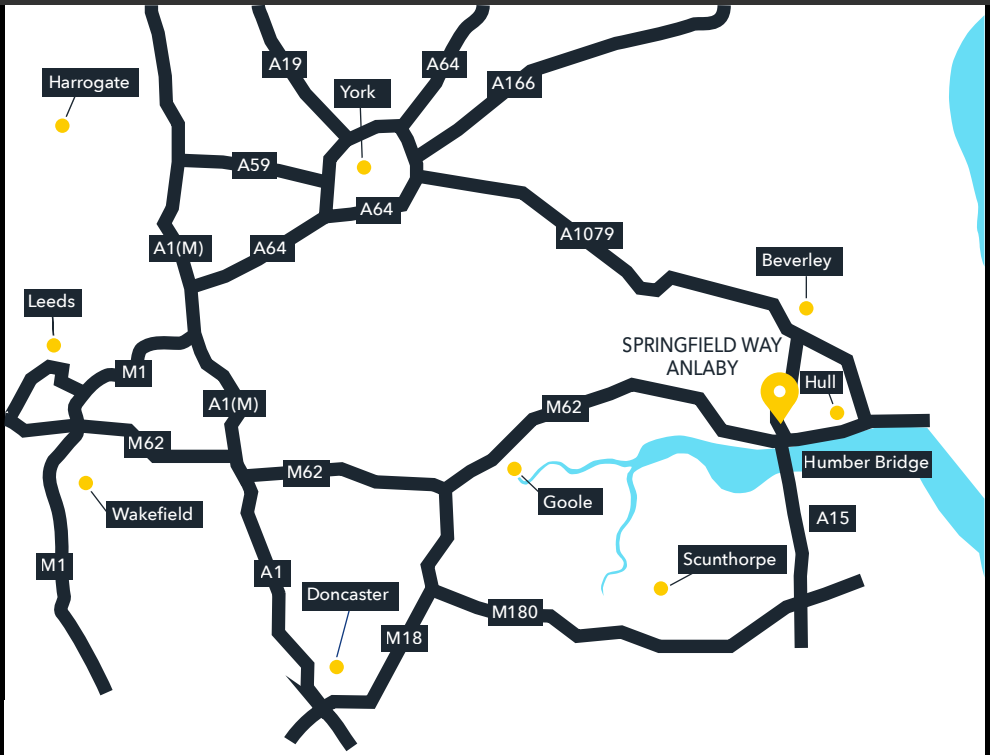 A19
A64
Harrogate
York
A166
A59
A64
A1079
A1(M)
A64
Beverley
Leeds
SPRINGFIELD WAY
ANLABY
M1
Hull
A1(M)
M62
M62
Humber Bridge
M62
Goole
Wakefield
A15
Scunthorpe
M1
A1
Doncaster
M180
M18